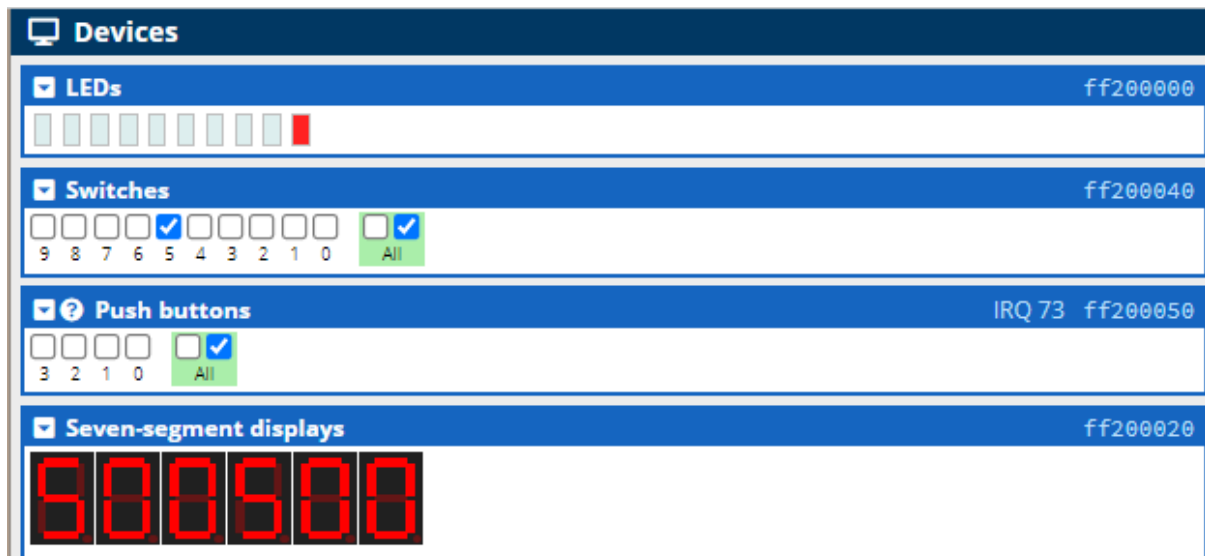 Devices
LEDs ff200000
Switches ff200040
9 8 7 6 5 4 3 2 1 0 All
Push buttons IRQ 73 ff200050
3 2 1 0 All
Seven-segment displays ff200020
500500